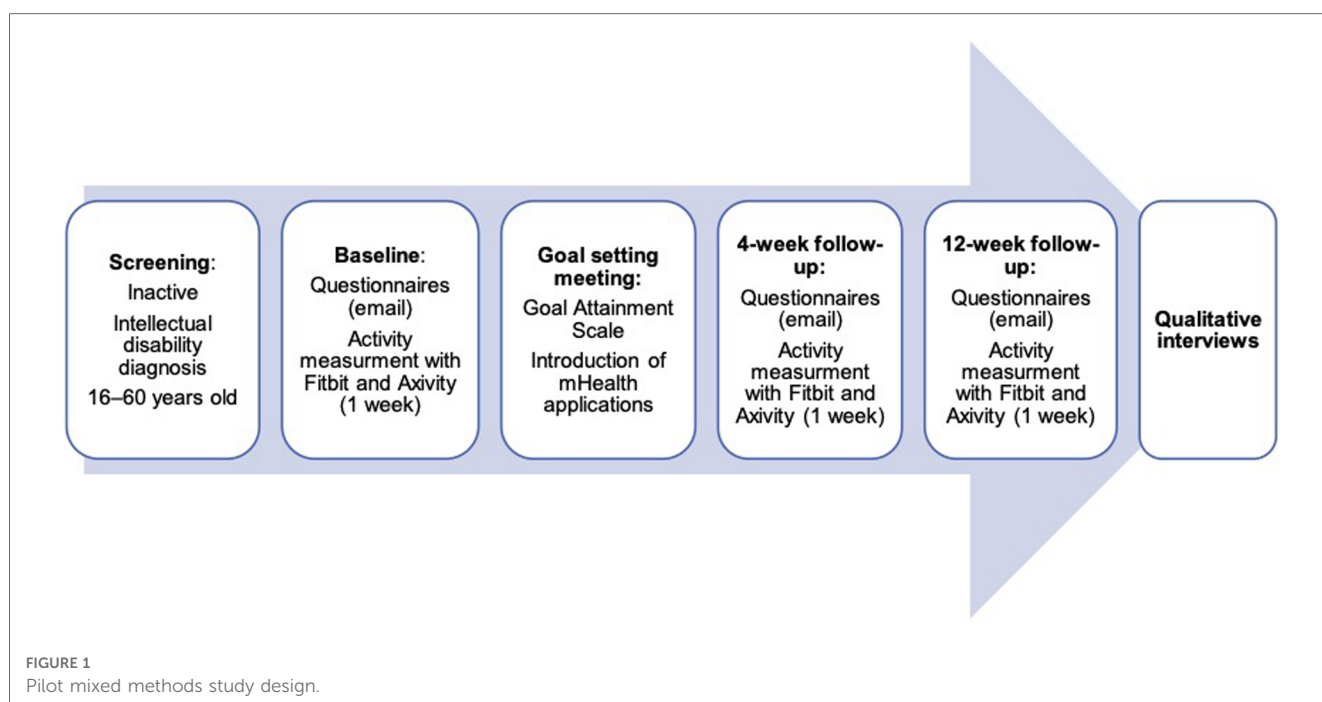 Screening:
Inactive
Intellectual
disability
diagnosis
16–60 years old
Baseline:
Questionnaires
(email)
Activity
measurment with
Fitbit and Axivity
(1 week)
Goal setting
meeting:
Goal Attainment
Scale
Introduction of
mHealth
applications
4-week follow-
up:
Questionnaires
(email)
Activity
measurment
with Fitbit and
Axivity (1 week)
12-week follow-
up:
Questionnaires
(email)
Activity
measurment
with Fitbit and
Axivity (1 week)
Qualitative
interviews
FIGURE 1
Pilot mixed methods study design.